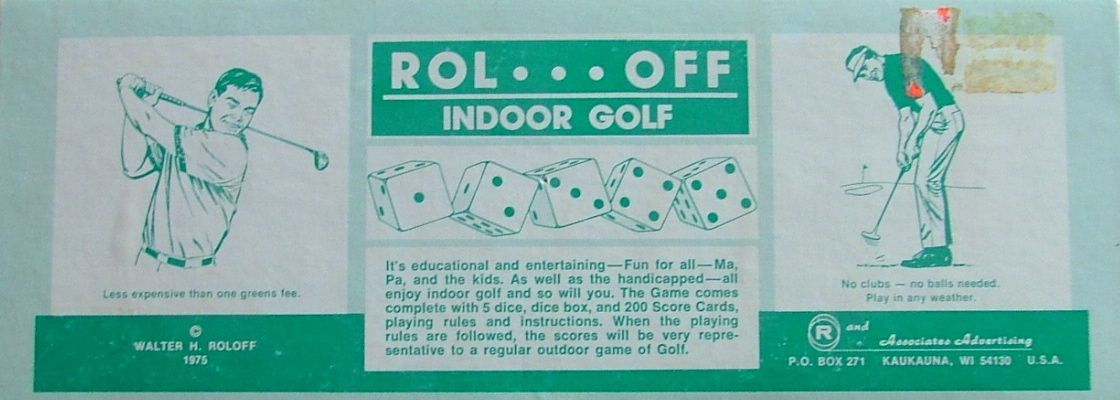 ROL • • • OFF
INDOOR GOLF
Less expensive than one greens fee.
© 
WALTER H. ROLOFF
1975
It's educational and entertaining—Fun for all—Ma,
Pa, and the kids. As well as the handicapped—all
enjoy indoor golf and so will you. The Game comes
complete with 5 dice, dice box, and 200 Score Cards,
playing rules and instructions. When the playing
rules are followed, the scores will be very repre-
sentative to a regular outdoor game of Golf.
No clubs — no balls needed.
Play in any weather.
R and
Associates Advertising
P.O. BOX 271 KAUKAUNA, WI 54130 U.S.A.